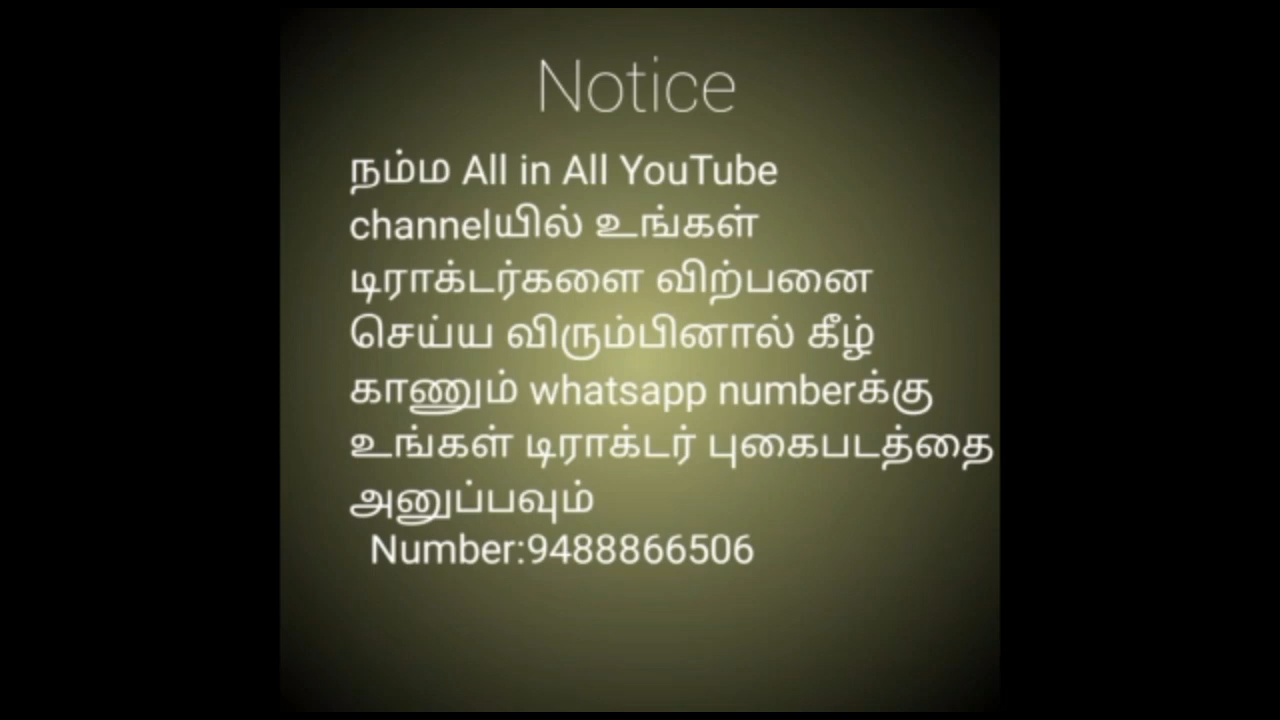 Notice
நம்ம All in All YouTube
channelயில் உங்கள்
டிராக்டர்களை விற்பனை
செய்ய விரும்பினால் கீழ்
காணும் whatsapp numberக்கு
உங்கள் டிராக்டர் புகைபடத்தை
அனுப்பவும்
Number:9488866506